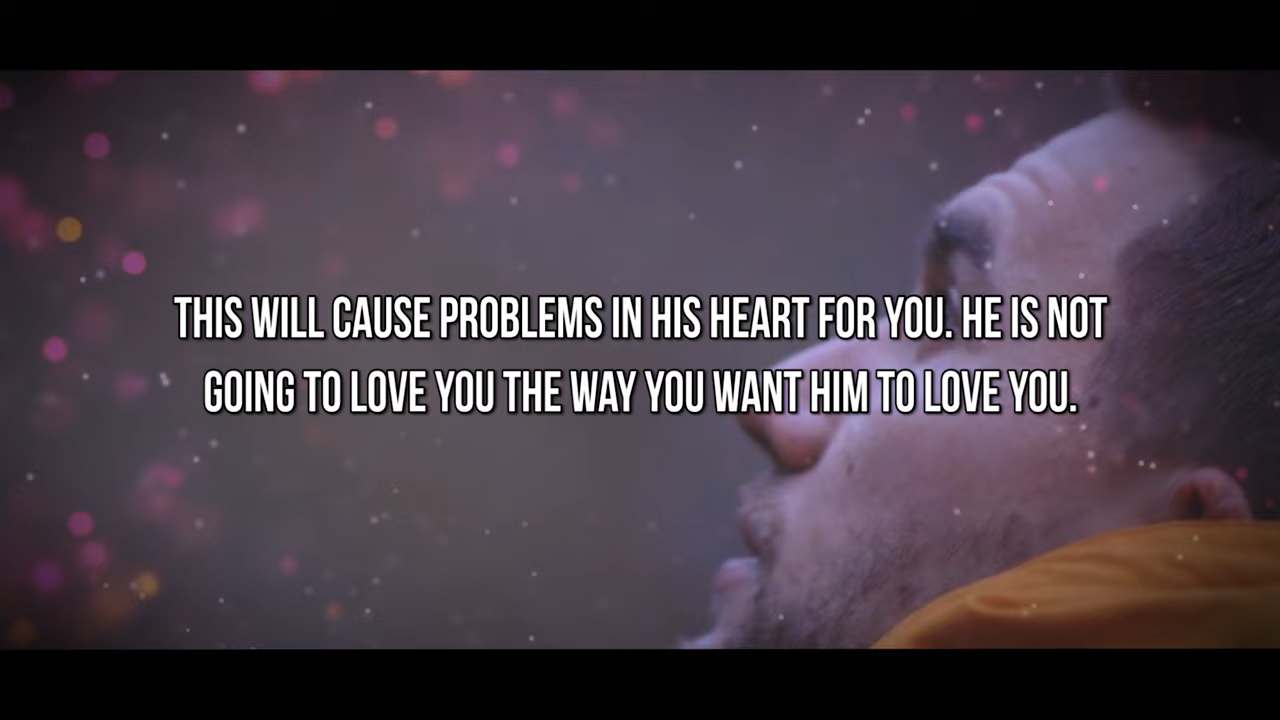 THIS WILL CAUSE PROBLEMS IN HIS HEART FOR YOU. HE IS NOT
GOING TO LOVE YOU THE WAY YOU WANT HIM TO LOVE YOU.